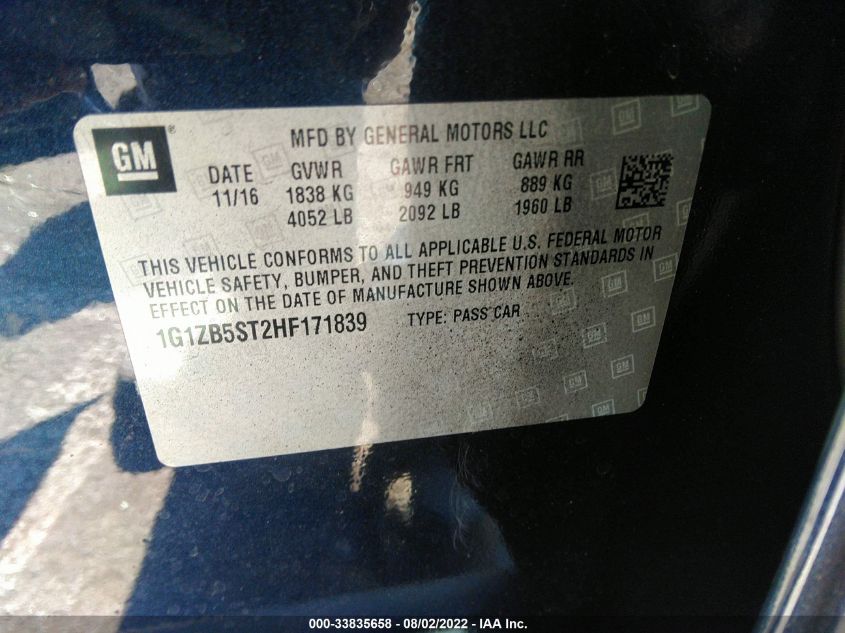 GM ®
MFD BY GENERAL MOTORS LLC
DATE GVWR GAWR FRT GAWR RR
11/16 1838 KG 949 KG 889 KG
4052 LB 2092 LB 1960 LB
THIS VEHICLE CONFORMS TO ALL APPLICABLE U.S. FEDERAL MOTOR
VEHICLE SAFETY, BUMPER, AND THEFT PREVENTION STANDARDS IN
EFFECT ON THE DATE OF MANUFACTURE SHOWN ABOVE.
1G1ZB5ST2HF171839 TYPE: PASS CAR
000-33835658 - 08/02/2022 - IAA Inc.